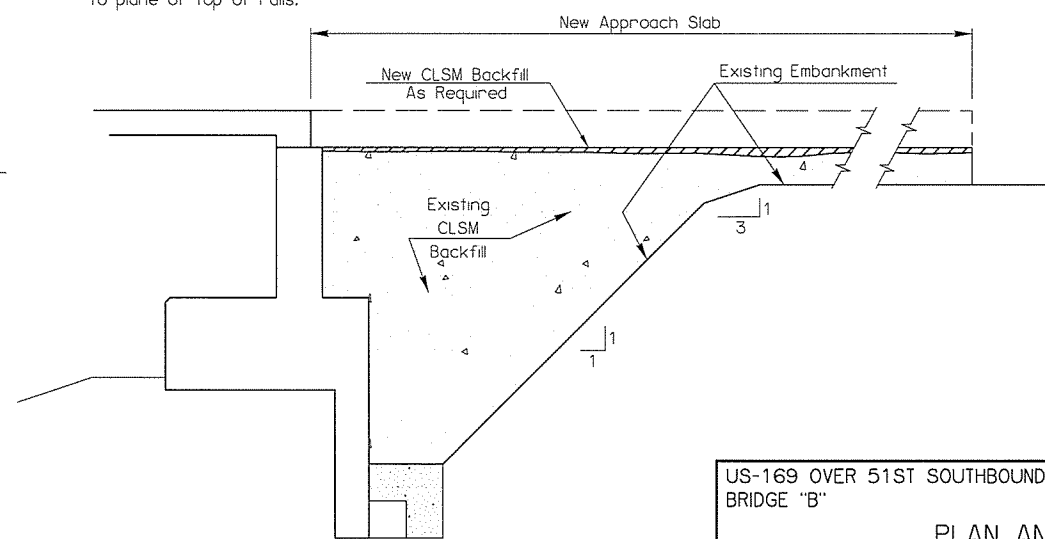 to plane of top of rails.
New Approach Slab
New CLSM Backfill
As Required
Existing Embankment
Existing
CLSM
Backfill
1
3
1
1
US-169 OVER 51ST SOUTHBOUND
BRIDGE "B"
PLAN AN